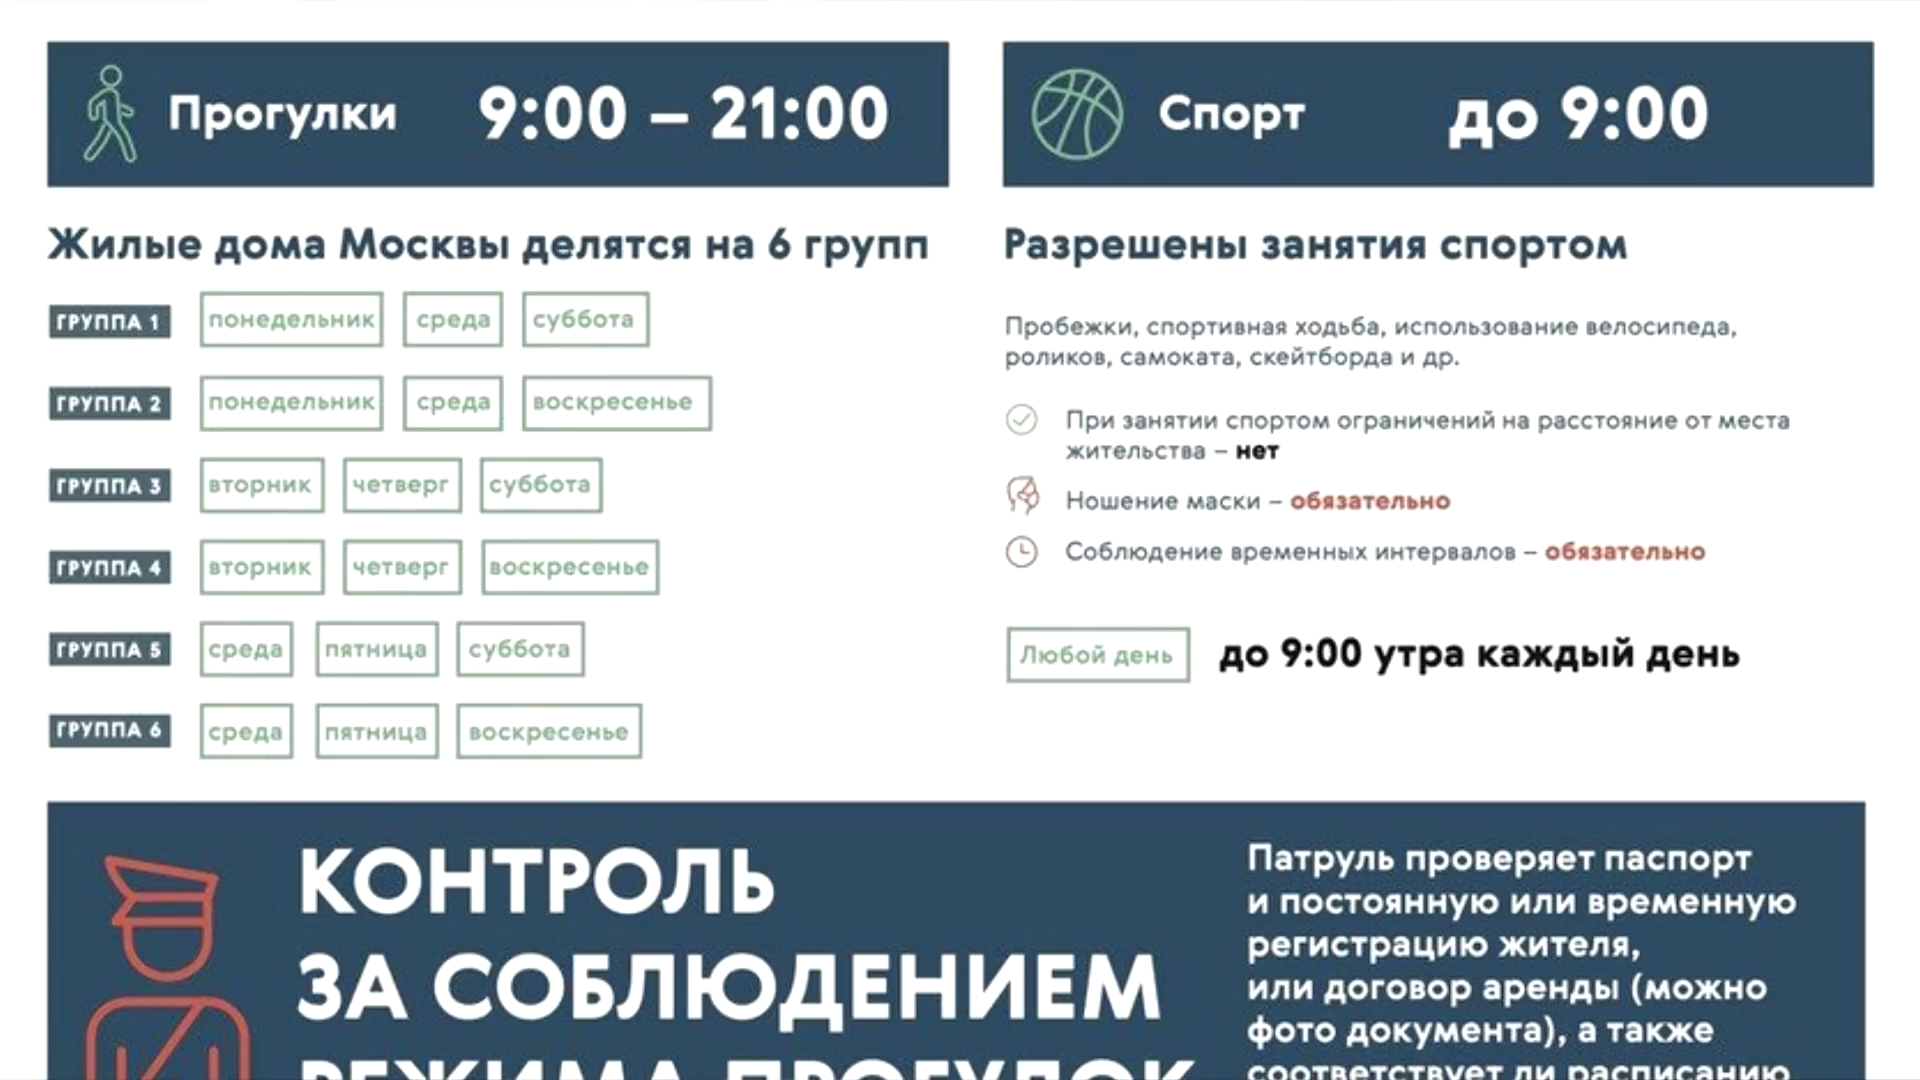 Прогулки 9:00 – 21:00
Жилые дома Москвы делятся на 6 групп
ГРУППА 1 понедельник среда суббота
ГРУППА 2 понедельник среда воскресенье
ГРУППА 3 вторник четверг суббота
ГРУППА 4 вторник четверг воскресенье
ГРУППА 5 среда пятница суббота
ГРУППА 6 среда пятница воскресенье
Спорт до 9:00
Разрешены занятия спортом
Пробежки, спортивная ходьба, использование велосипеда,
роликов, самоката, скейтборда и др.
При занятии спортом ограничений на расстояние от места
жительства – нет
Ношение маски – обязательно
Соблюдение временных интервалов – обязательно
Любой день до 9:00 утра каждый день
КОНТРОЛЬ
ЗА СОБЛЮДЕНИЕМ
РЕЖИМА ПРОГУЛОК
Патруль проверяет паспорт
и постоянную или временную
регистрацию жителя,
или договор аренды (можно
фото документа), а также
соответствует ли расписанию